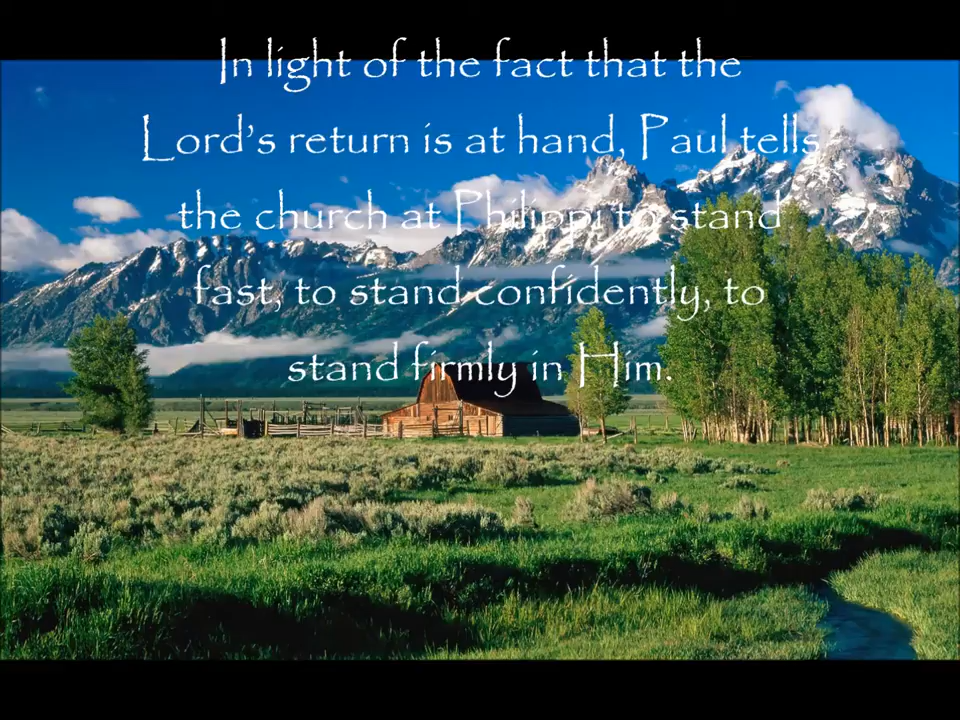 In light of the fact that the
Lord's return is at hand, Paul tells
the church at Philippi to stand
fast, to stand confidently, to
stand firmly in Him.